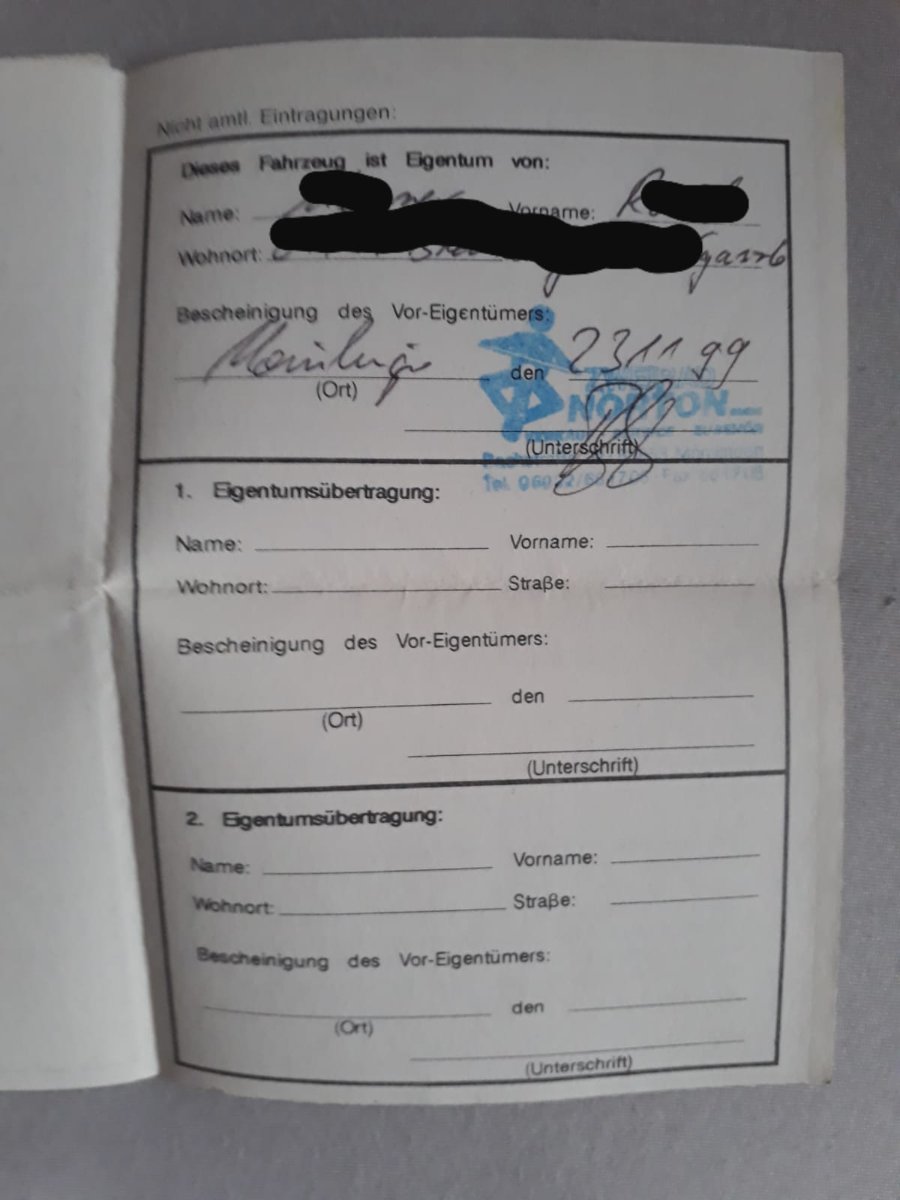 Nicht amtl. Eintragungen:
Dieses Fahrzeug ist Eigentum von:
Name: Vorname:
Wohnort:
Bescheinigung des Vor-Eigentümers:
den 23 11 99
(Ort)
NORTON
(Unterschrift)
Tel.
1. Eigentumsübertragung:
Name: Vorname:
Wohnort: Straße:
Bescheinigung des Vor-Eigentümers:
den
(Ort)
(Unterschrift)
2. Eigentumsübertragung:
Name: Vorname:
Wohnort: Straße:
Bescheinigung des Vor-Eigentümers:
den
(Ort)
(Unterschrift)